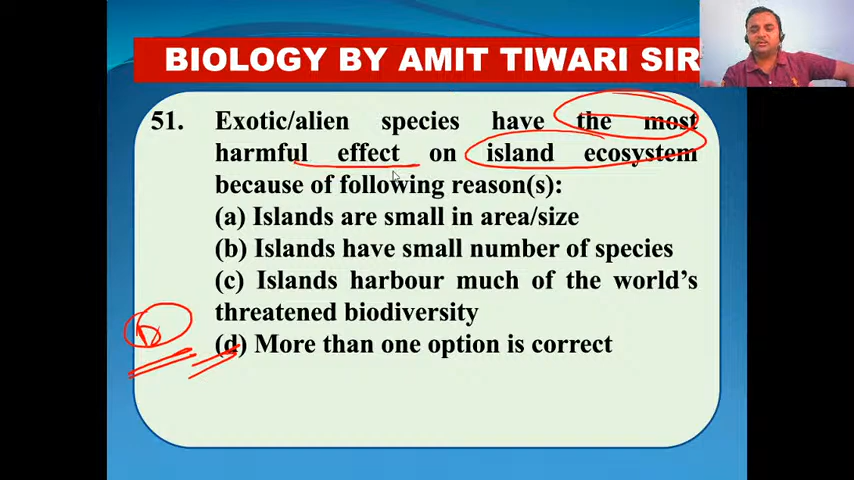 BIOLOGY BY AMIT TIWARI SIR
51. Exotic/alien species have the most
harmful effect on island ecosystem
because of following reason(s):
(a) Islands are small in area/size
(b) Islands have small number of species
(c) Islands harbour much of the world's
threatened biodiversity
D
(d) More than one option is correct